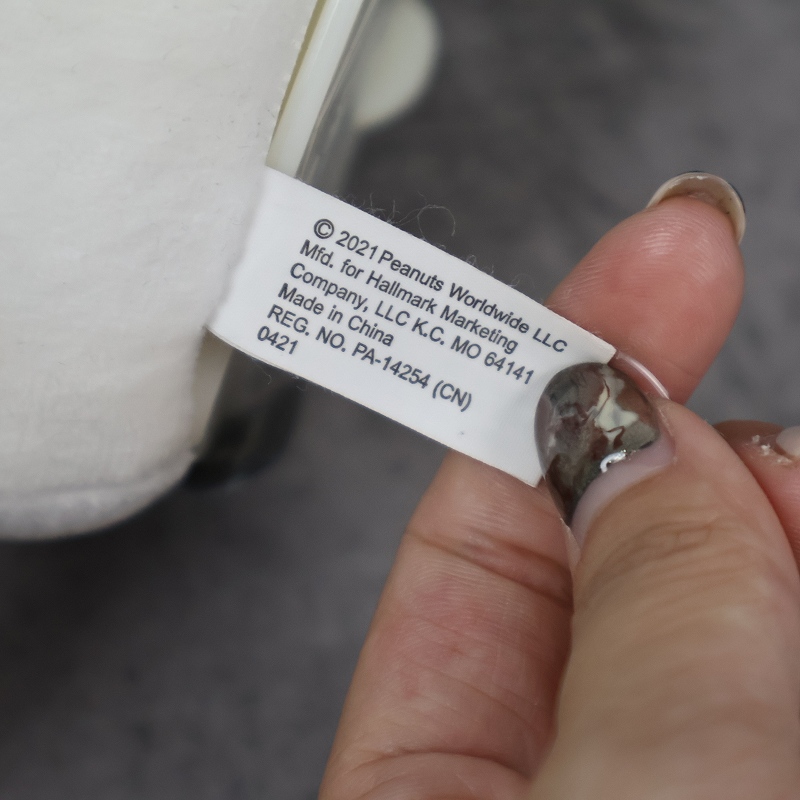 © 2021 Peanuts Worldwide LLC
Mfd. for Hallmark Marketing
Company, LLC K.C. MO 64141
Made in China
REG. NO. PA-14254 (CN)
0421